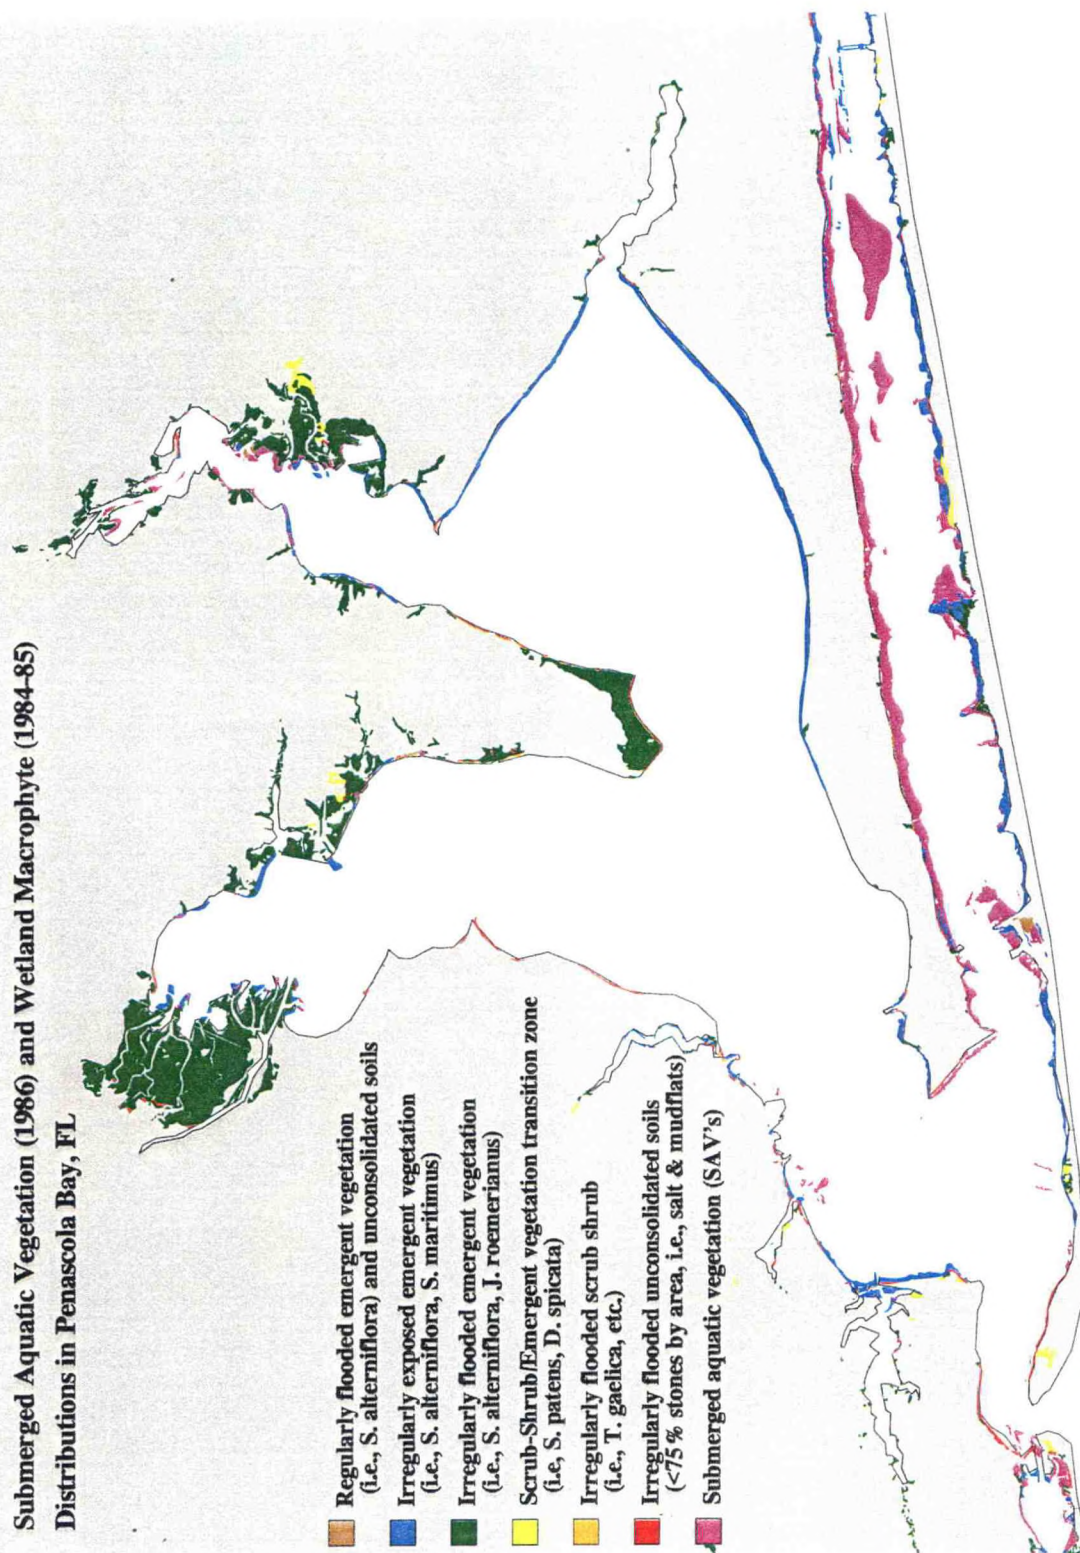 Submerged Aquatic Vegetation (1986) and Wetland Macrophyte (1984-85)
Distributions in Penascola Bay, FL
Regularly flooded emergent vegetation
(i.e., S. alterniflora) and unconsolidated soils
Irregularly exposed emergent vegetation
(i.e., S. alterniflora, S. maritimus)
Irregularly flooded emergent vegetation
(i.e., S. alterniflora, J. roemerianus)
Scrub-Shrub/Emergent vegetation transition zone
(i.e, S. patens, D. spicata)
Irregularly flooded scrub shrub
(i.e., T. gaelica, etc.)
Irregularly flooded unconsolidated soils
(<75% stones by area, i.e., salt & mudflats)
Submerged aquatic vegetation (SAV's)